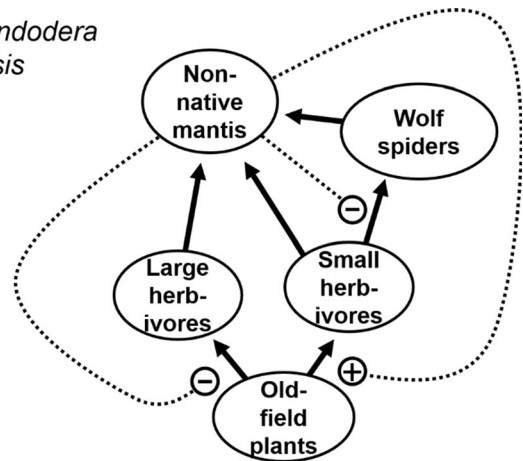 ndodera
sis
Non-
native
mantis
Wolf
spiders
−
Large
herb-
ivores
Small
herb-
ivores
−
+
Old-
field
plants